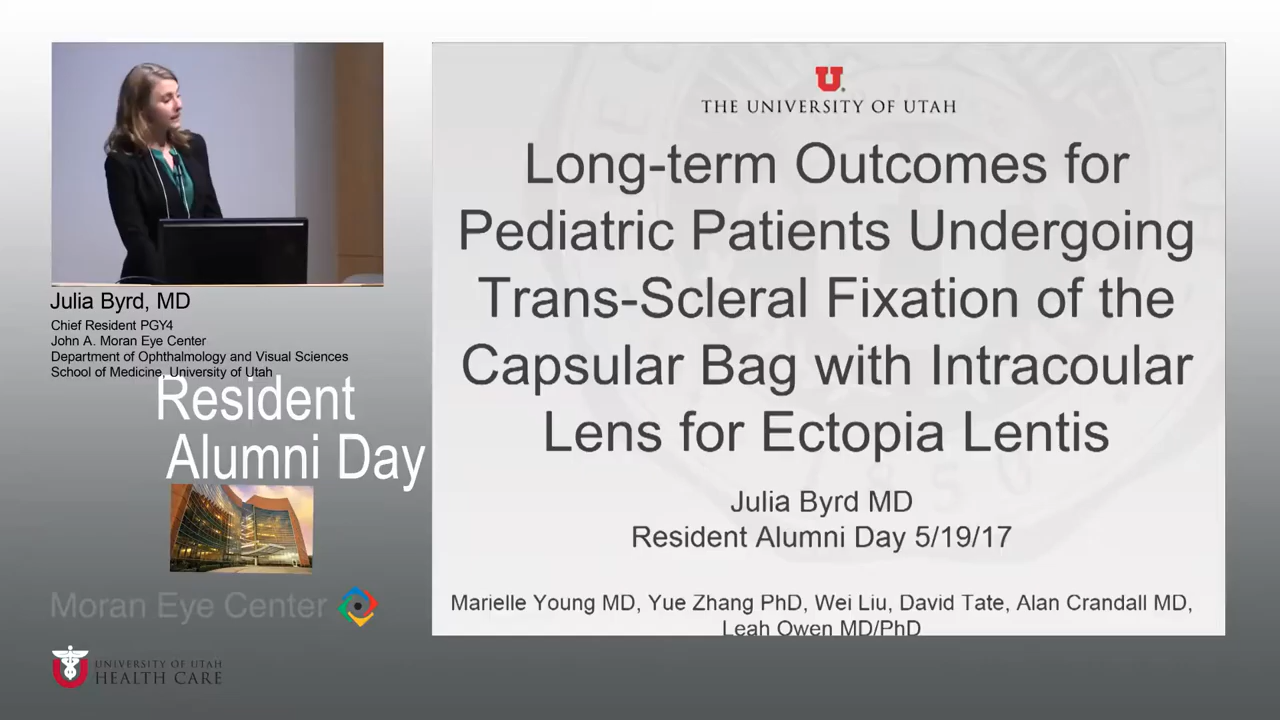 Julia Byrd, MD
Chief Resident PGY4
John A. Moran Eye Center
Department of Ophthalmology and Visual Sciences
School of Medicine, University of Utah
Resident
Alumni Day
Moran Eye Center
UNIVERSITY OF UTAH
HEALTH CARE
U
THE UNIVERSITY OF UTAH
Long-term Outcomes for
Pediatric Patients Undergoing
Trans-Scleral Fixation of the
Capsular Bag with Intracoular
Lens for Ectopia Lentis
Julia Byrd MD
Resident Alumni Day 5/19/17
Marielle Young MD, Yue Zhang PhD, Wei Liu, David Tate, Alan Crandall MD,
Leah Owen MD/PhD